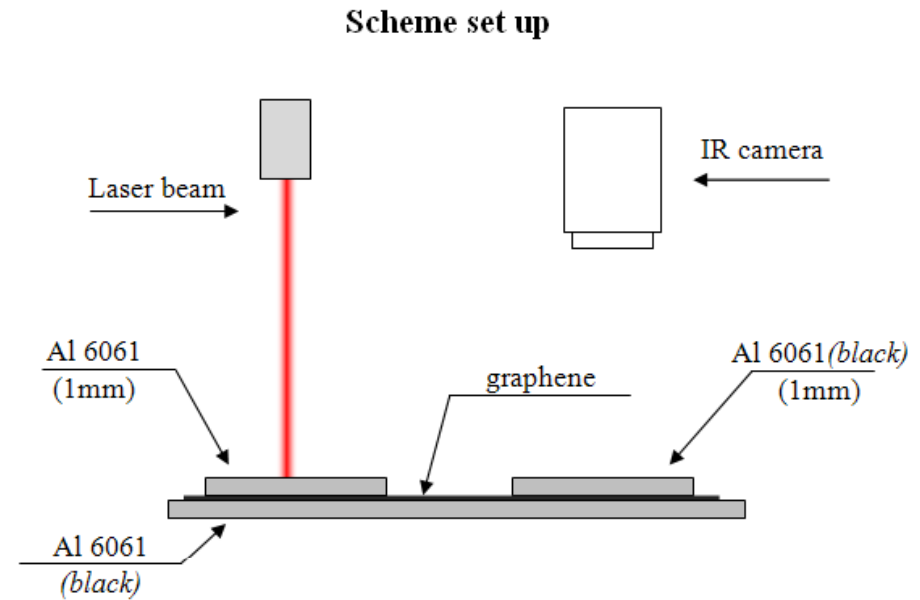 Scheme set up
IR camera
Laser beam
Al 6061
(1mm)
graphene
Al 6061(black)
(1mm)
Al 6061
(black)